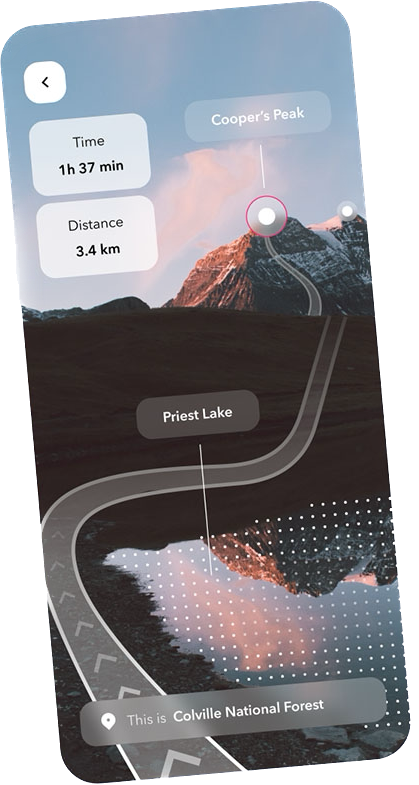 Cooper's Peak
Time
1h 37 min
Distance
3.4 km
Priest Lake
This is Colville National Forest